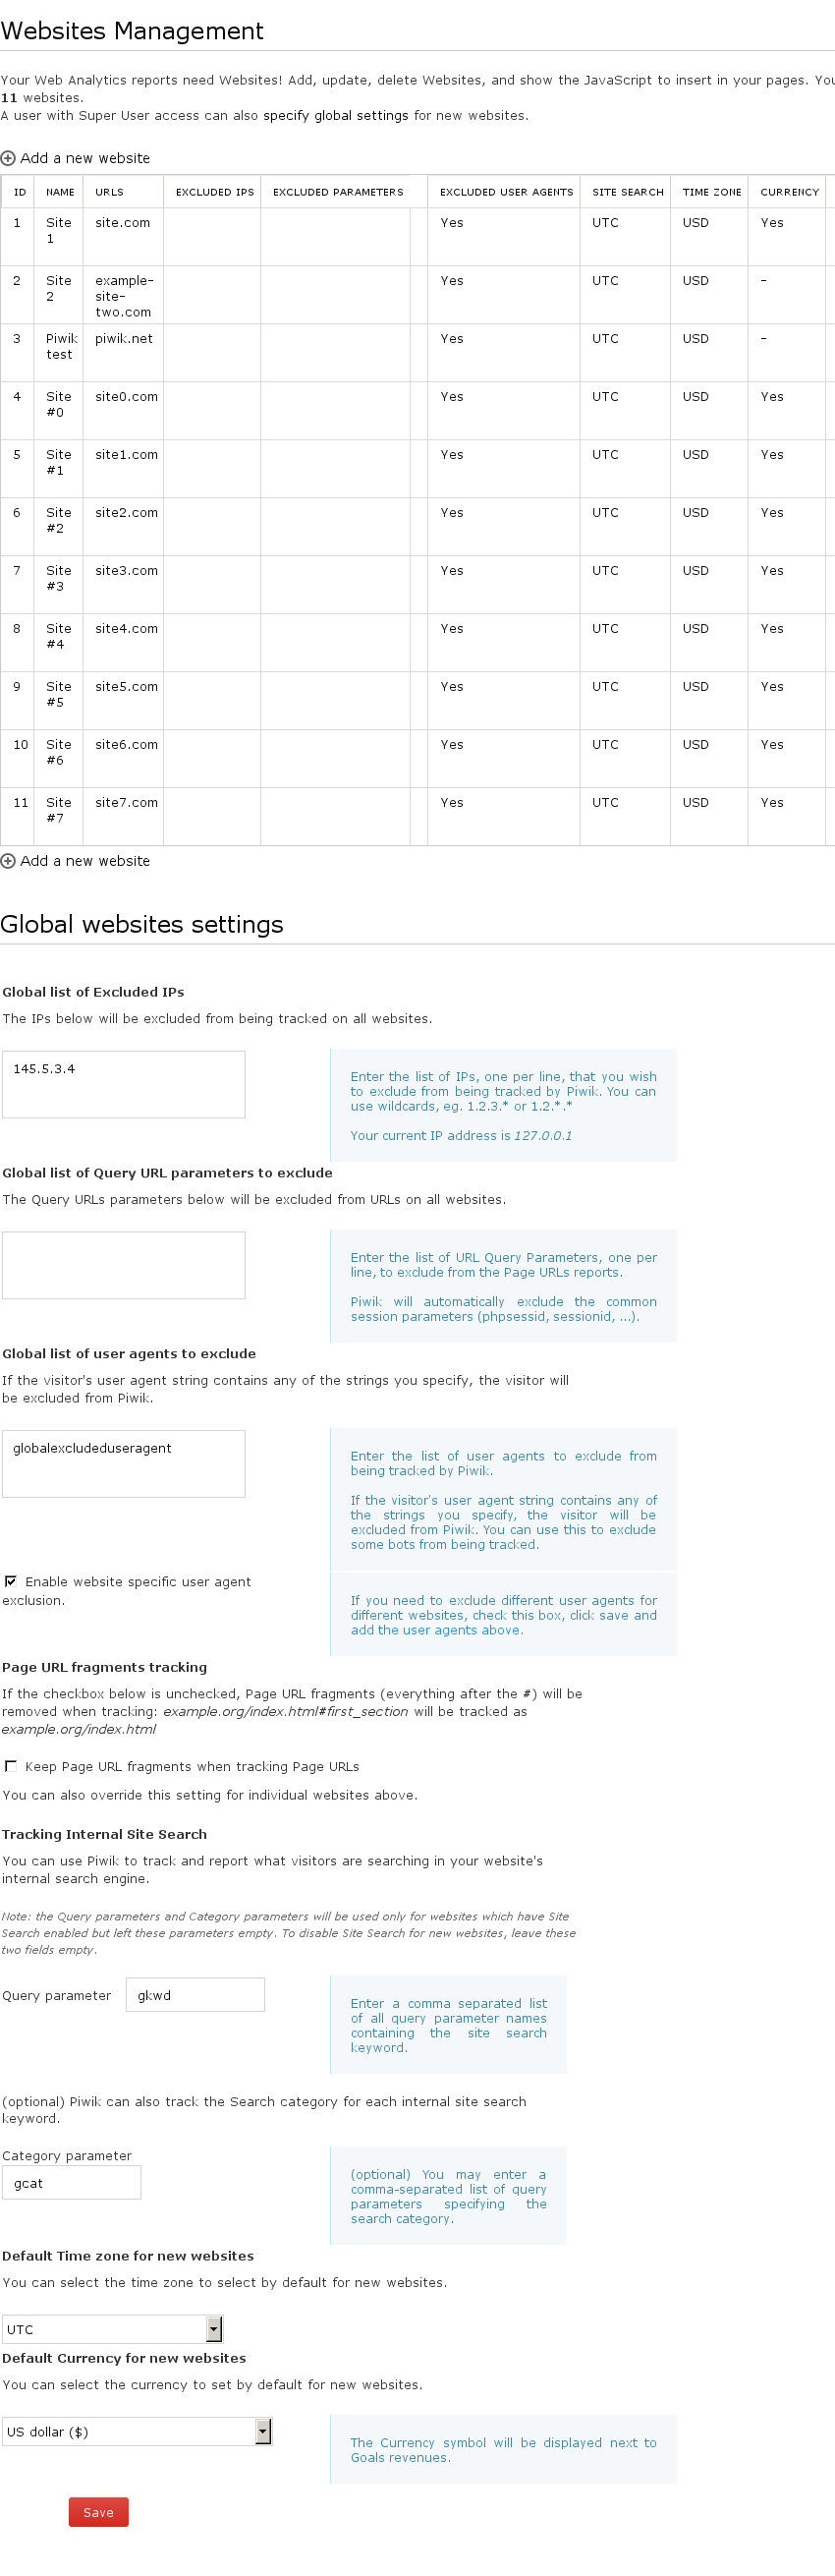 Websites Management
Your Web Analytics reports need Websites! Add, update, delete Websites, and show the JavaScript to insert in your pages.
11 websites.
A user with Super User access can also specify global settings for new websites.
Add a new website
ID NAME URLS EXCLUDED IPS EXCLUDED PARAMETERS EXCLUDED USER AGENTS SITE SEARCH TIME ZONE CURRENCY
1 Site site.com Yes UTC USD Yes
1
2 Site example- Yes UTC USD -
2 site-
two.com
3 Piwik piwik.net Yes UTC USD -
test
4 Site site0.com Yes UTC USD Yes
#0
5 Site site1.com Yes UTC USD Yes
#1
6 Site site2.com Yes UTC USD Yes
#2
7 Site site3.com Yes UTC USD Yes
#3
8 Site site4.com Yes UTC USD Yes
#4
9 Site site5.com Yes UTC USD Yes
#5
10 Site site6.com Yes UTC USD Yes
#6
11 Site site7.com Yes UTC USD Yes
#7
Add a new website
Global websites settings
Global list of Excluded IPs
The IPs below will be excluded from being tracked on all websites.
145.5.3.4
Enter the list of IPs, one per line, that you wish
to exclude from being tracked by Piwik. You can
use wildcards, eg. 1.2.3.* or 1.2.*.*
Your current IP address is 127.0.0.1
Global list of Query URL parameters to exclude
The Query URLs parameters below will be excluded from URLs on all websites.
Enter the list of URL Query Parameters, one per
line, to exclude from the Page URLs reports.
Piwik will automatically exclude the common
session parameters (phpsessid, sessionid, ...).
Global list of user agents to exclude
If the visitor's user agent string contains any of the strings you specify, the visitor will
be excluded from Piwik.
globalexcludeduseragent
Enter the list of user agents to exclude from
being tracked by Piwik.
If the visitor's user agent string contains any of
the strings you specify, the visitor will be
excluded from Piwik. You can use this to exclude
some bots from being tracked.
Enable website specific user agent
exclusion.
If you need to exclude different user agents for
different websites, check this box, click save and
add the user agents above.
Page URL fragments tracking
If the checkbox below is unchecked, Page URL fragments (everything after the #) will be
removed when tracking: example.org/index.html#first_section will be tracked as
example.org/index.html
Keep Page URL fragments when tracking Page URLs
You can also override this setting for individual websites above.
Tracking Internal Site Search
You can use Piwik to track and report what visitors are searching in your website's
internal search engine.
Note: the Query parameters and Category parameters will be used only for websites which have Site
Search enabled but left these parameters empty. To disable Site Search for new websites, leave these
two fields empty.
Query parameter gkwd
Enter a comma separated list
of all query parameter names
containing the site search
keyword.
(optional) Piwik can also track the Search category for each internal site search
keyword.
Category parameter
gcat
(optional) You may enter a
comma-separated list of query
parameters specifying the
search category.
Default Time zone for new websites
You can select the time zone to select by default for new websites.
UTC
Default Currency for new websites
You can select the currency to set by default for new websites.
US dollar ($)
The Currency symbol will be displayed next to
Goals revenues.
Save